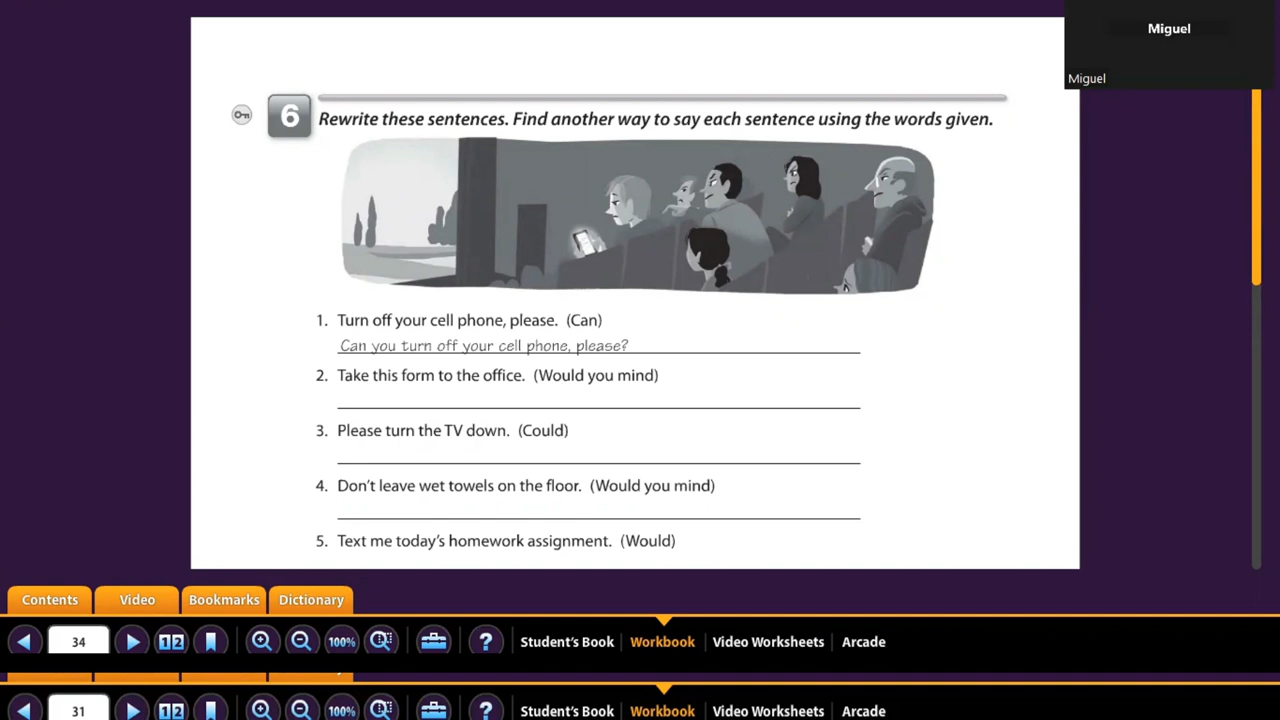 Miguel
Miguel
6
Rewrite these sentences. Find another way to say each sentence using the words given.
1. Turn off your cell phone, please. (Can)
Can you turn off your cell phone, please?
2. Take this form to the office. (Would you mind)
3. Please turn the TV down. (Could)
4. Don't leave wet towels on the floor. (Would you mind)
5. Text me today's homework assignment. (Would)
Contents Video Bookmarks Dictionary
34 12 100% ? Student's Book Workbook Video Worksheets Arcade
31 12 100% ? Student's Book Workbook Video Worksheets Arcade